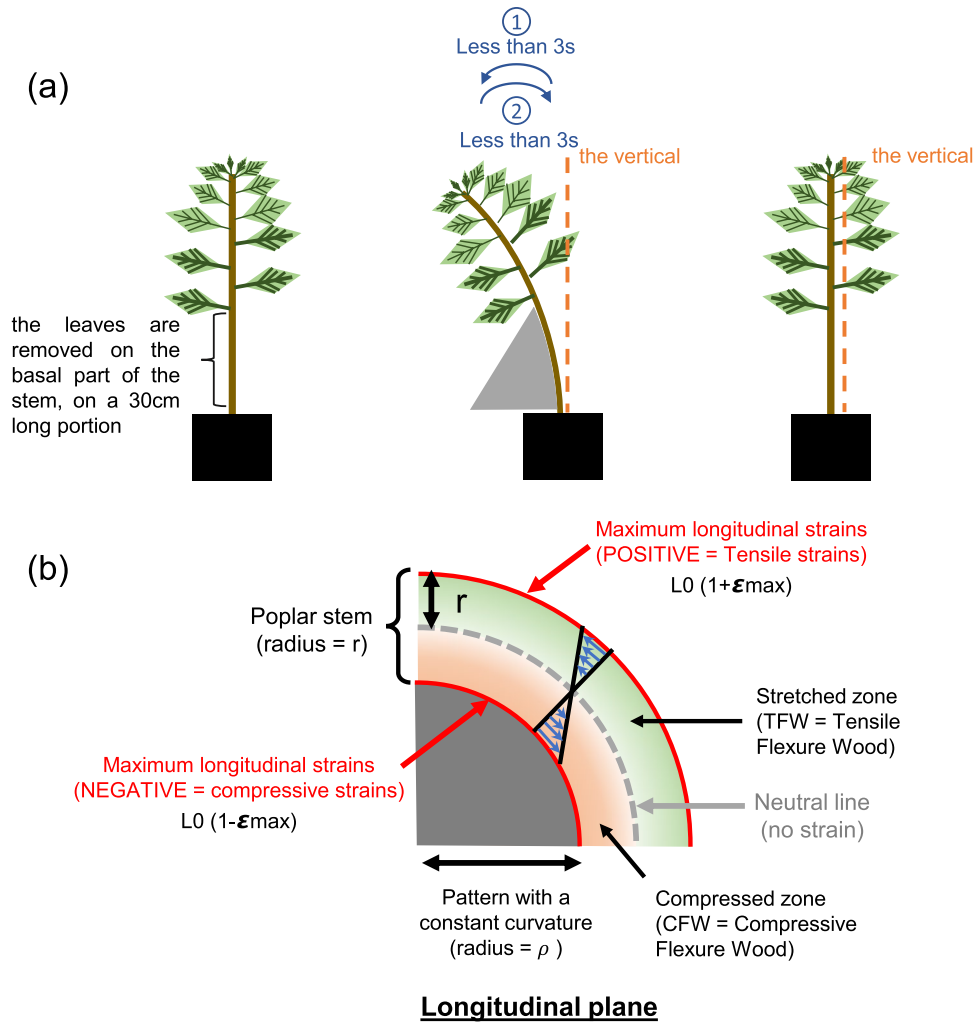 (a)
①
Less than 3s
②
Less than 3s
the vertical
the vertical
the leaves are
removed on the
basal part of the
stem, on a 30cm
long portion
(b)
Maximum longitudinal strains
(POSITIVE = Tensile strains)
L0 (1+εmax)
Poplar stem
(radius = r)
r
Stretched zone
(TFW = Tensile
Flexure Wood)
Maximum longitudinal strains
(NEGATIVE = compressive strains)
L0 (1-εmax)
Neutral line
(no strain)
Pattern with a
constant curvature
(radius = ρ )
Compressed zone
(CFW = Compressive
Flexure Wood)
Longitudinal plane